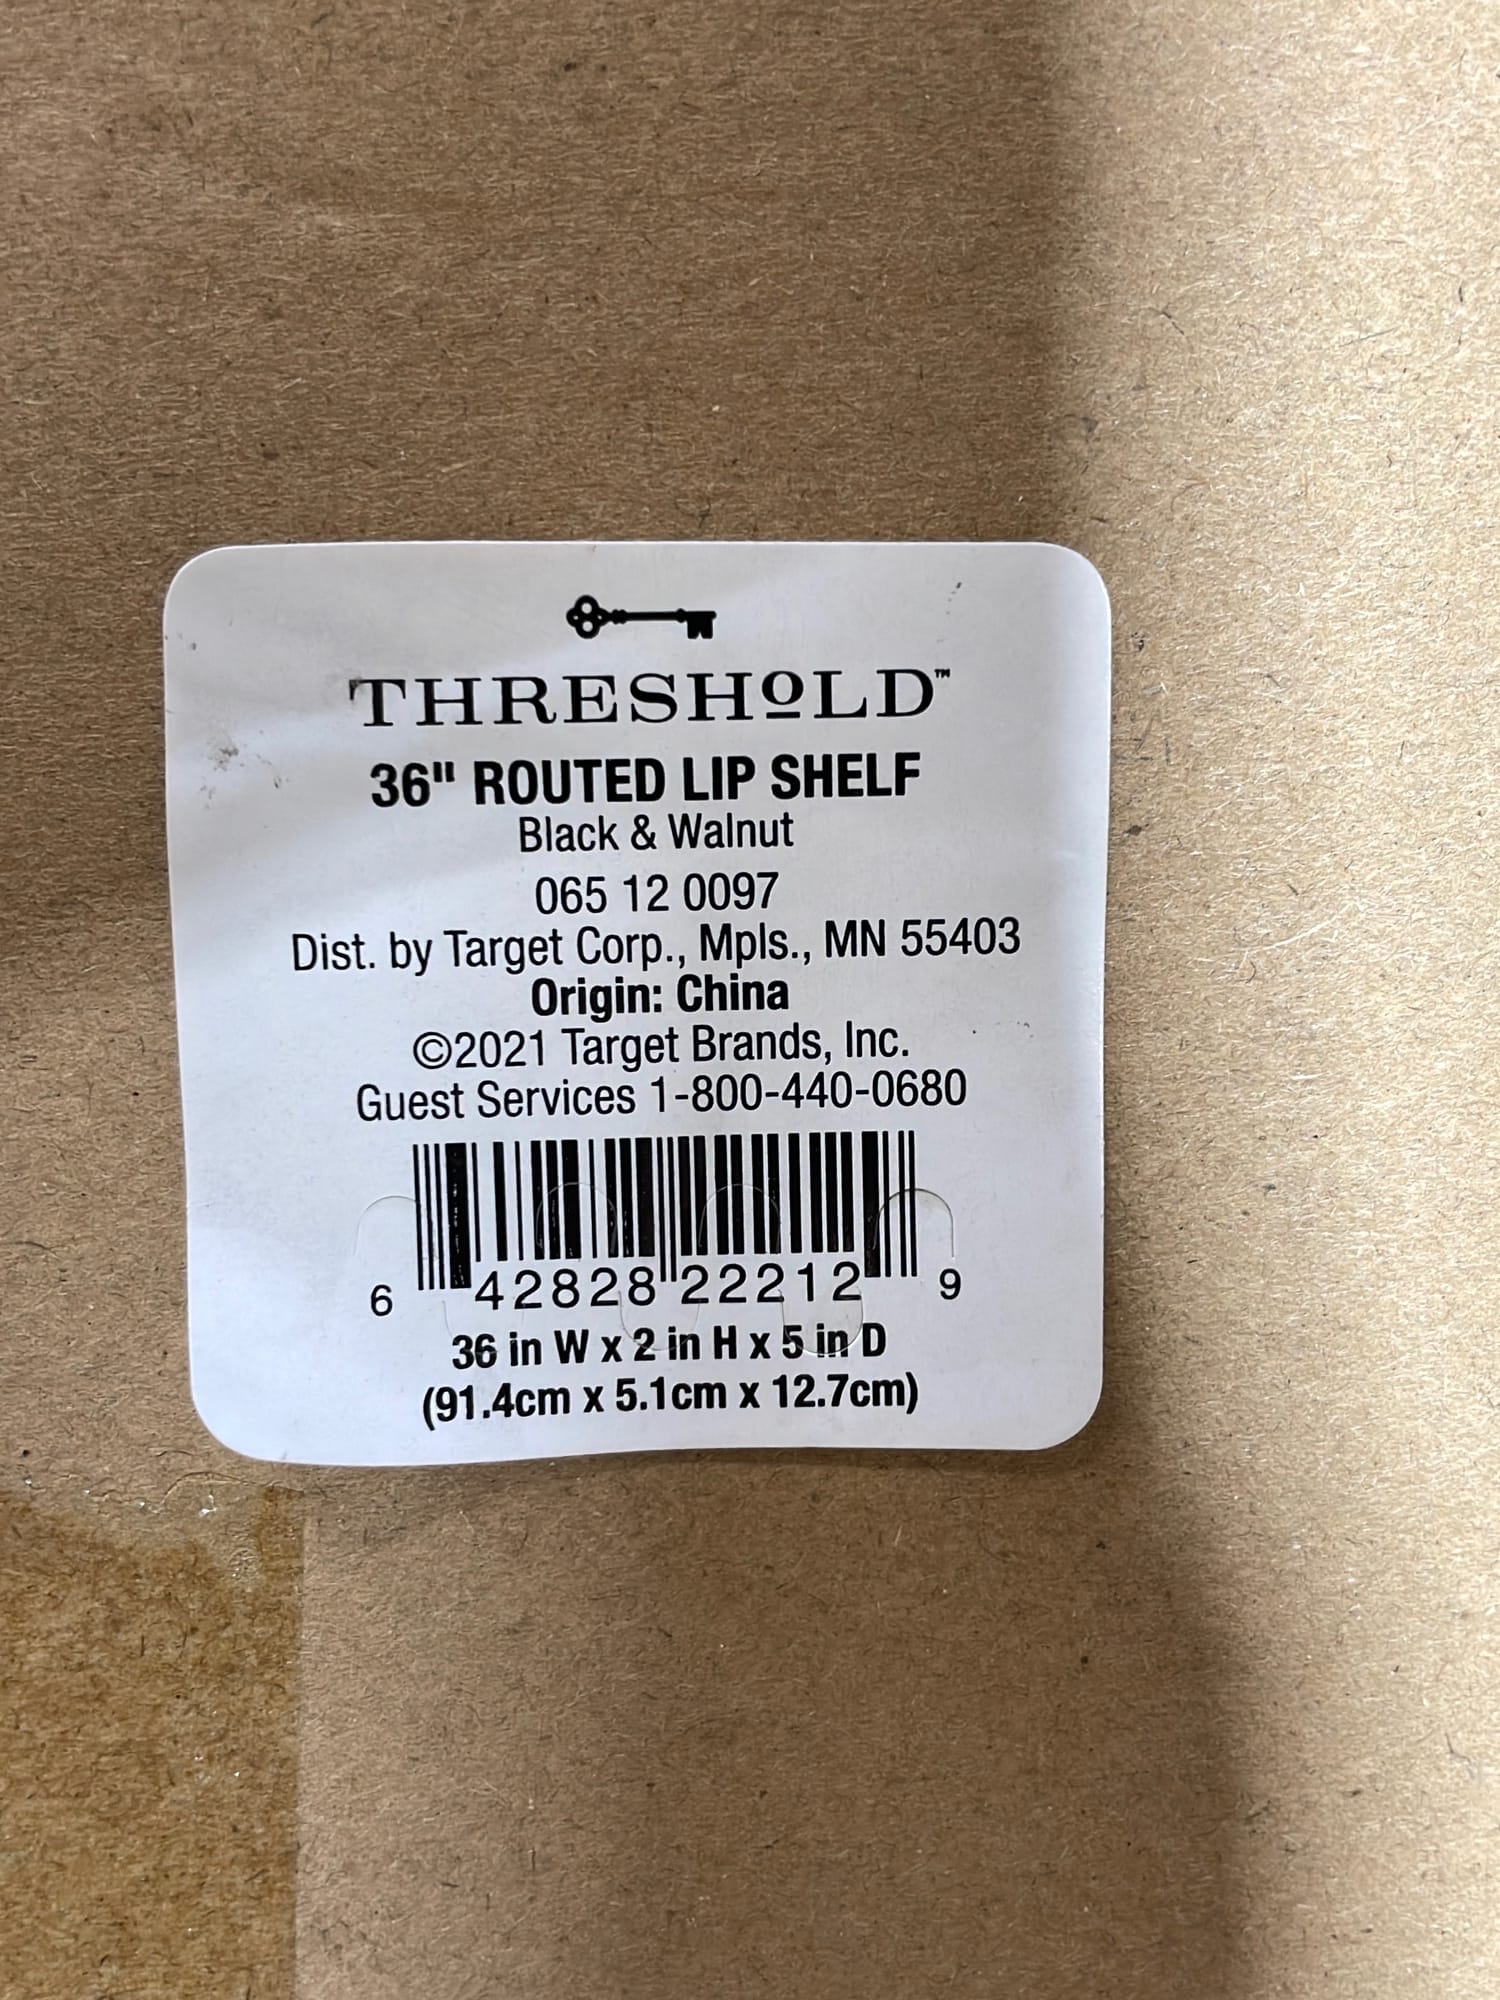 THRESHOLD™
36" ROUTED LIP SHELF
Black & Walnut
065 12 0097
Dist. by Target Corp., Mpls., MN 55403
Origin: China
©2021 Target Brands, Inc.
Guest Services 1-800-440-0680
6 42828 22212 9
36 in W x 2 in H x 5 in D
(91.4cm x 5.1cm x 12.7cm)